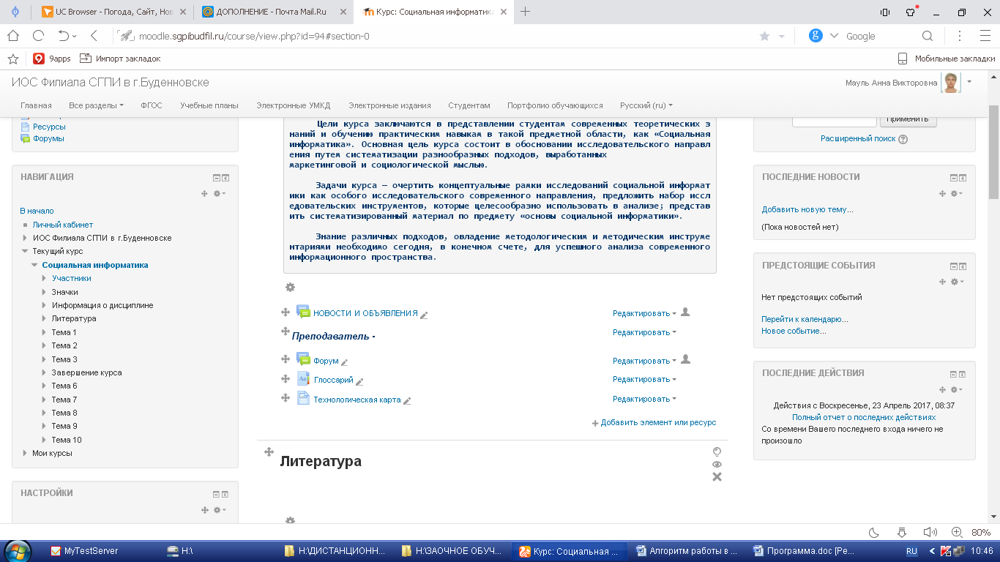 UC Browser - Погода, Сайт, Нов
ДОПОЛНЕНИЕ - Почта Mail.Ru
Курс: Социальная информатика
moodle.sgpibudfil.ru/course/view.php?id=94#section-0
Google
9apps
Импорт закладок
Мобильные закладки
ИОС Филиала СГПИ в г.Буденновске
Мауль Анна Викторовна
Главная
Все разделы
ФГОС
Учебные планы
Электронные УМКД
Электронные издания
Студентам
Портфолио обучающихся
Русский (ru)
Ресурсы
Форумы
НАВИГАЦИЯ
В начало
Личный кабинет
ИОС Филиала СГПИ в г.Буденновске
Текущий курс
Социальная информатика
Участники
Значки
Информация о дисциплине
Литература
Тема 1
Тема 2
Тема 3
Завершение курса
Тема 6
Тема 7
Тема 8
Тема 9
Тема 10
Мои курсы
НАСТРОЙКИ
Цели курса заключаются в представлении студентам современных теоретических з
наний и обучению практическим навыкам в такой предметной области, как «Социальная
информатика». Основная цель курса состоит в обосновании исследовательского направл
ения путем систематизации разнообразных подходов, выработанных
маркетинговой и социологической мыслью.
Задачи курса – очертить концептуальные рамки исследований социальной информат
ики как особого исследовательского современного направления, предложить набор иссл
едовательских инструментов, которые целесообразно использовать в анализе; представ
ить систематизированный материал по предмету «основы социальной информатики».
Знание различных подходов, овладение методологическим и методическим инструме
нтариями необходимо сегодня, в конечном счете, для успешного анализа современного
информационного пространства.
НОВОСТИ И ОБЪЯВЛЕНИЯ
Редактировать
Преподаватель -
Редактировать
Форум
Редактировать
Глоссарий
Редактировать
Технологическая карта
Редактировать
Добавить элемент или ресурс
Литература
Применить
Расширенный поиск
ПОСЛЕДНИЕ НОВОСТИ
Добавить новую тему...
(Пока новостей нет)
ПРЕДСТОЯЩИЕ СОБЫТИЯ
Нет предстоящих событий
Перейти к календарю...
Новое событие...
ПОСЛЕДНИЕ ДЕЙСТВИЯ
Действия с Воскресенье, 23 Апрель 2017, 08:37
Полный отчет о последних действиях
Со времени Вашего последнего входа ничего не
произошло
80%
MyTestServer
H:\
H:\ДИСТАНЦИОНН...
H:\ЗАОЧНОЕ ОБУЧ...
Курс: Социальная ...
Алгоритм работы в ...
Программа.doc [Ре...
RU
10:46